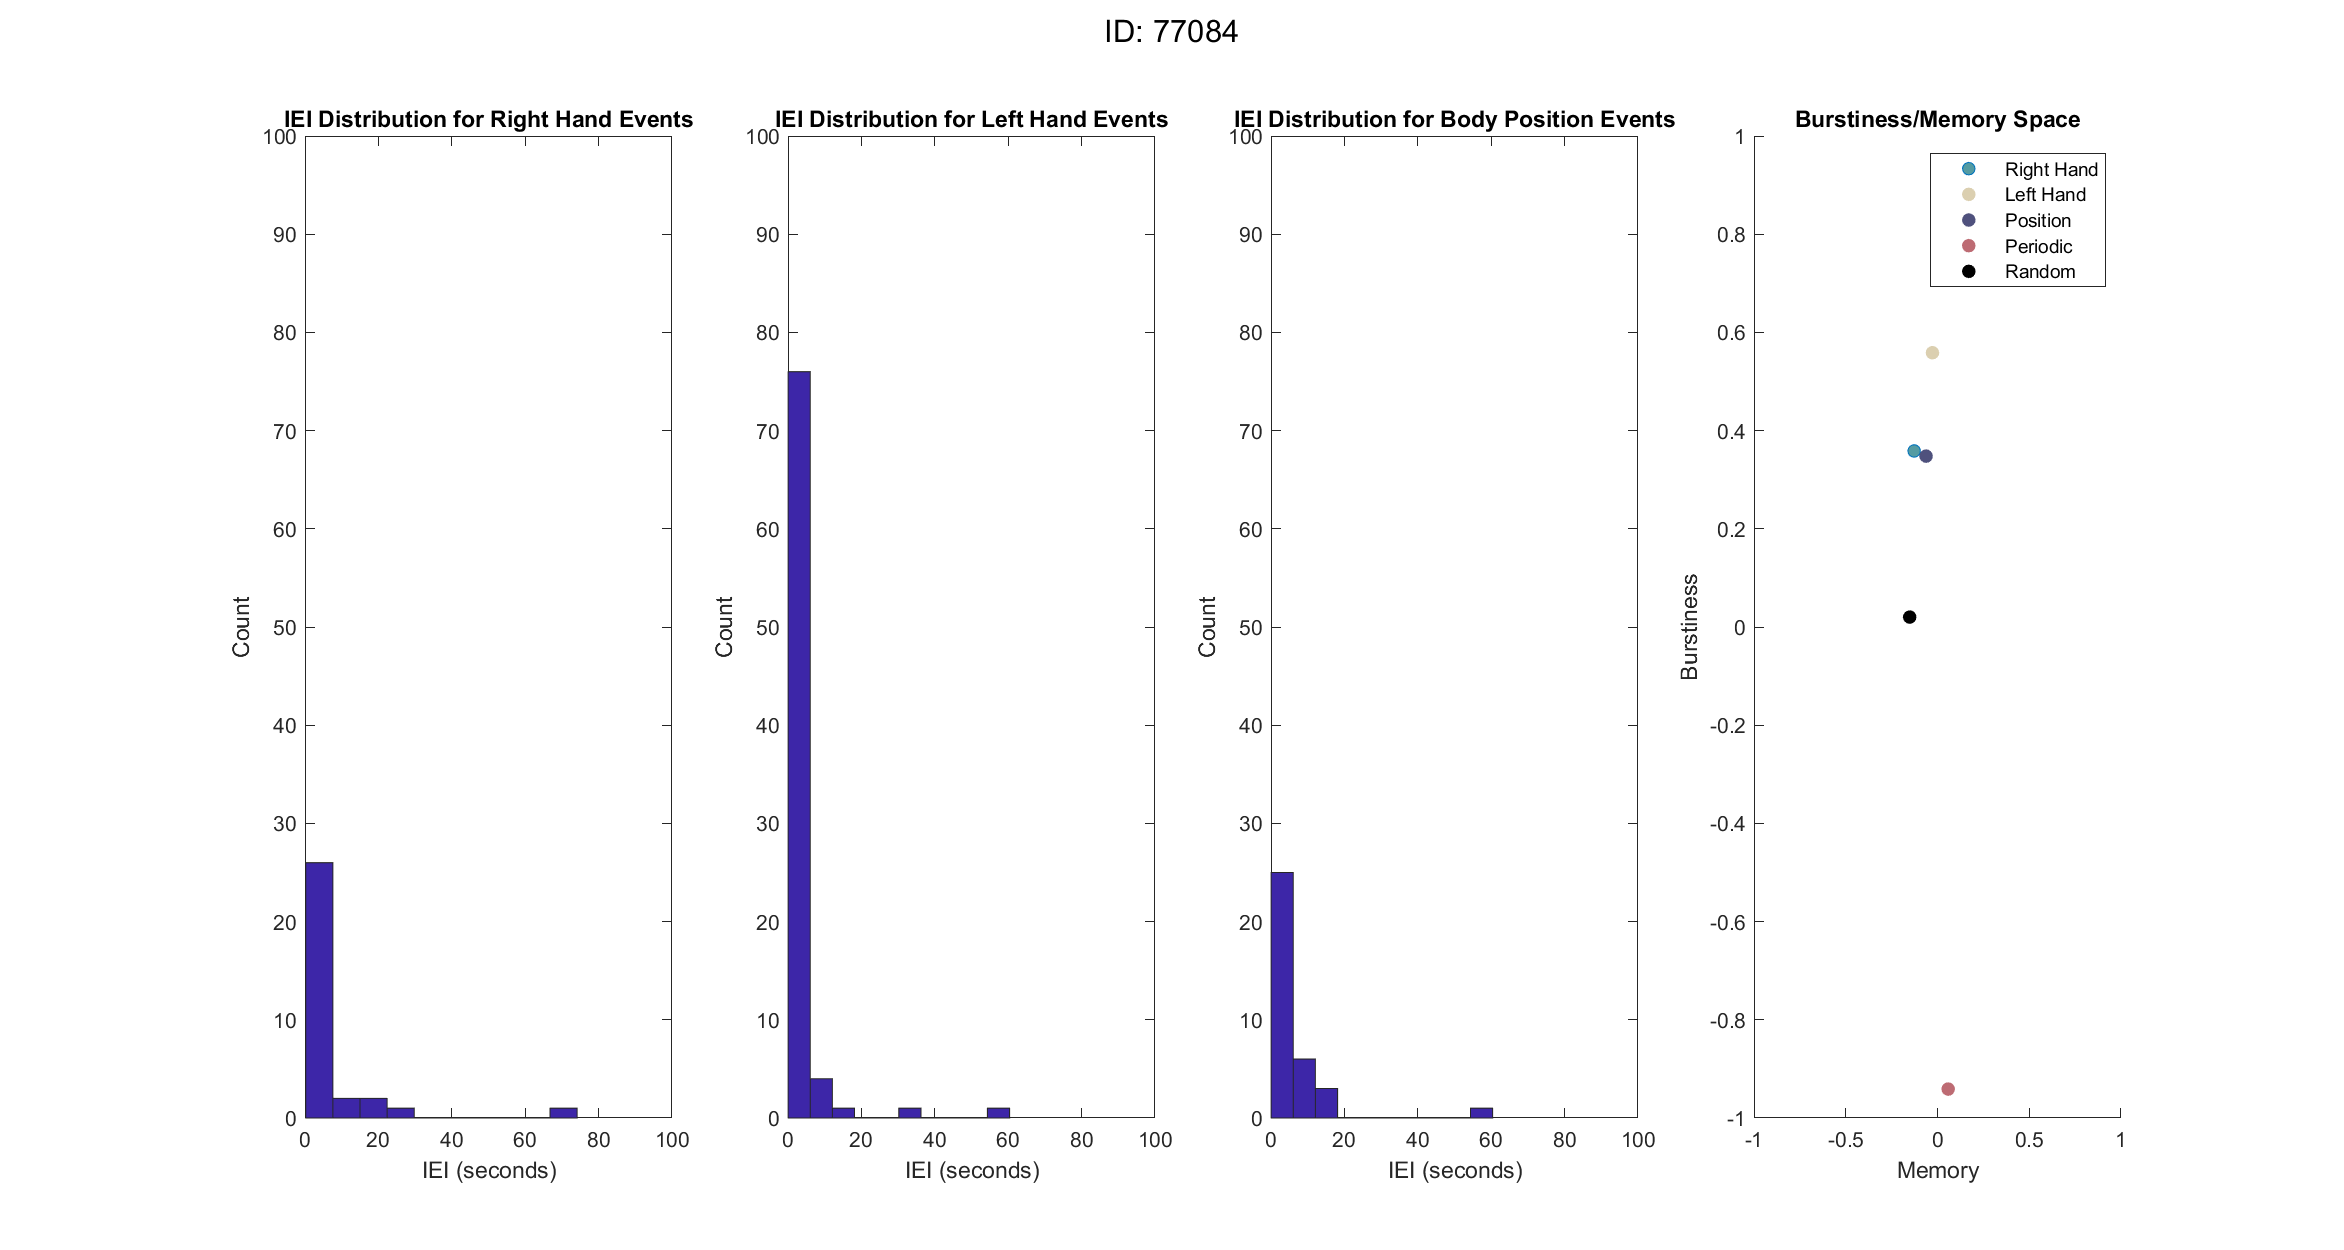 ID: 77084
IEI Distribution for Right Hand Events
100
90
80
70
60
50
40
30
20
10
0
Count
0 20 40 60 80 100
IEI (seconds)
IEI Distribution for Left Hand Events
100
90
80
70
60
50
40
30
20
10
0
Count
0 20 40 60 80 100
IEI (seconds)
IEI Distribution for Body Position Events
100
90
80
70
60
50
40
30
20
10
0
Count
0 20 40 60 80 100
IEI (seconds)
Burstiness/Memory Space
1
0.8
0.6
0.4
0.2
0
-0.2
-0.4
-0.6
-0.8
-1
Burstiness
-1 -0.5 0 0.5 1
Memory
Right Hand
Left Hand
Position
Periodic
Random